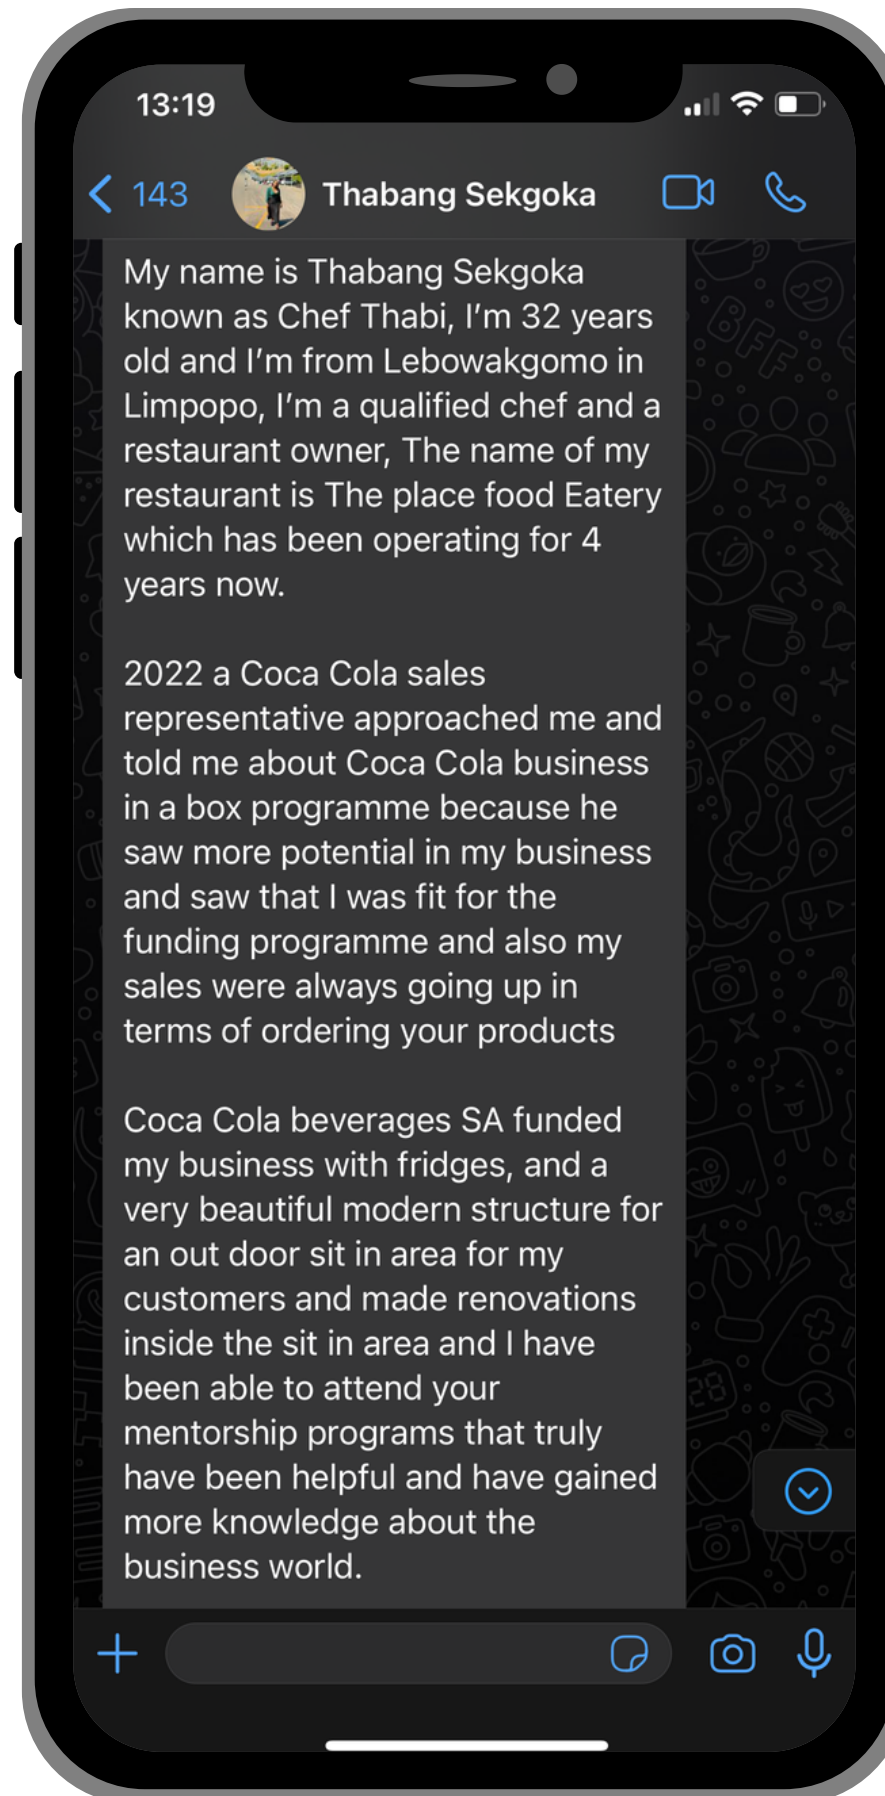 13:19
143
Thabang Sekgoka
My name is Thabang Sekgoka
known as Chef Thabi, I’m 32 years
old and I’m from Lebowakgomo in
Limpopo, I’m a qualified chef and a
restaurant owner, The name of my
restaurant is The place food Eatery
which has been operating for 4
years now.
2022 a Coca Cola sales
representative approached me and
told me about Coca Cola business
in a box programme because he
saw more potential in my business
and saw that I was fit for the
funding programme and also my
sales were always going up in
terms of ordering your products
Coca Cola beverages SA funded
my business with fridges, and a
very beautiful modern structure for
an out door sit in area for my
customers and made renovations
inside the sit in area and I have
been able to attend your
mentorship programs that truly
have been helpful and have gained
more knowledge about the
business world.
BFF
28